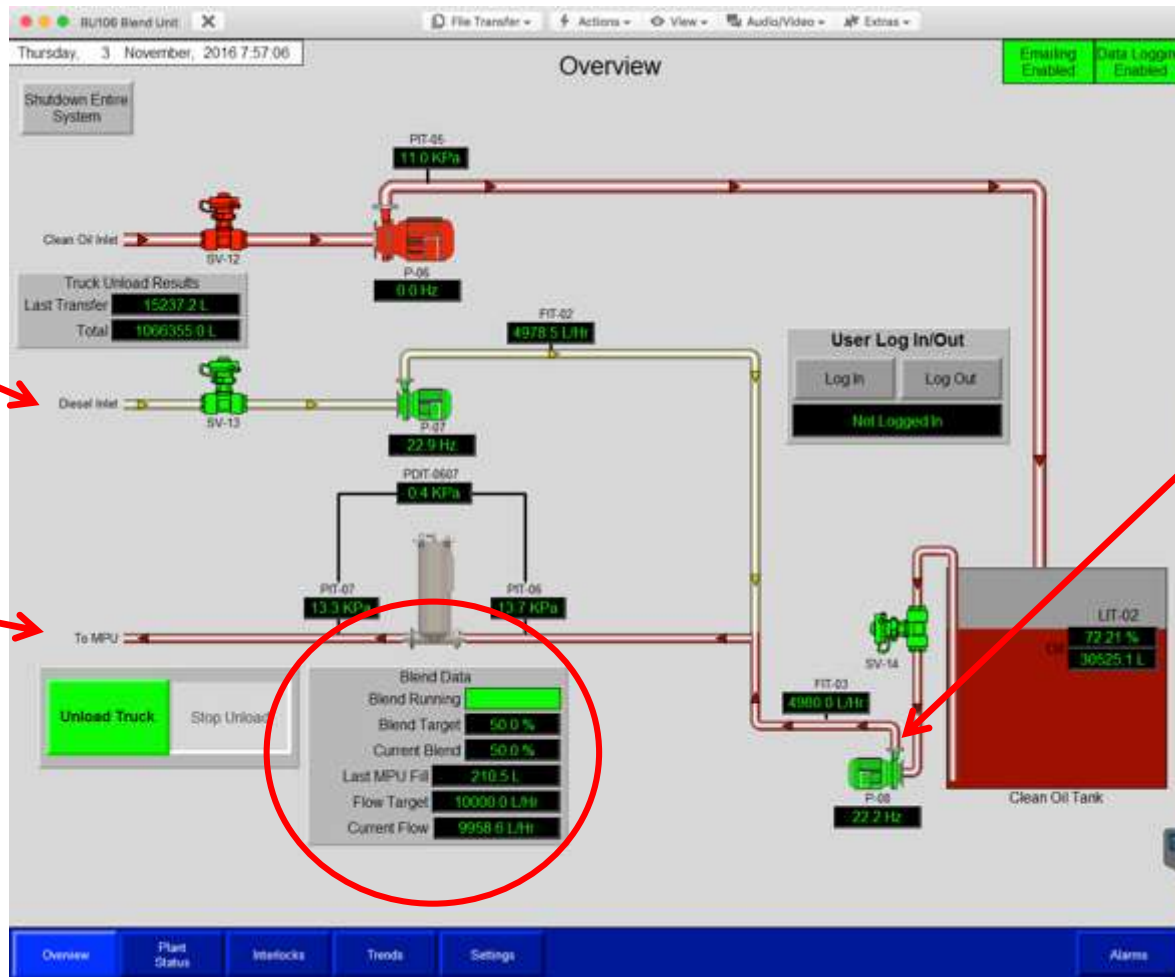 BU106 Blend Unit
File Transfer
Actions
View
Audio/Video
Extras
Thursday, 3 November, 2016 7:57:06
Overview
Emailing
Enabled
Data Loggin
Enabled
Shutdown Entire
System
PIT-05
11.0 KPa
Clean Oil Inlet
SV-12
P-06
0.0 Hz
Truck Unload Results
Last Transfer 15237.2 L
Total 1066355.0 L
FIT-02
4978.5 L/Hr
User Log In/Out
Log In
Log Out
Not Logged In
Diesel Inlet
SV-13
P-07
22.9 Hz
PDIT-0607
0.4 KPa
PIT-07
13.3 KPa
PIT-06
13.7 KPa
To MPU
LIT-02
Oil
72.21 %
30525.1 L
SV-14
FIT-03
4980.0 L/Hr
P-08
22.2 Hz
Clean Oil Tank
Unload Truck
Stop Unload
Blend Data
Blend Running
Blend Target 50.0 %
Current Blend 50.0 %
Last MPU Fill 210.5 L
Flow Target 10000.0 L/Hr
Current Flow 9958.6 L/Hr
Overview
Plant
Status
Interlocks
Trends
Settings
Alarms